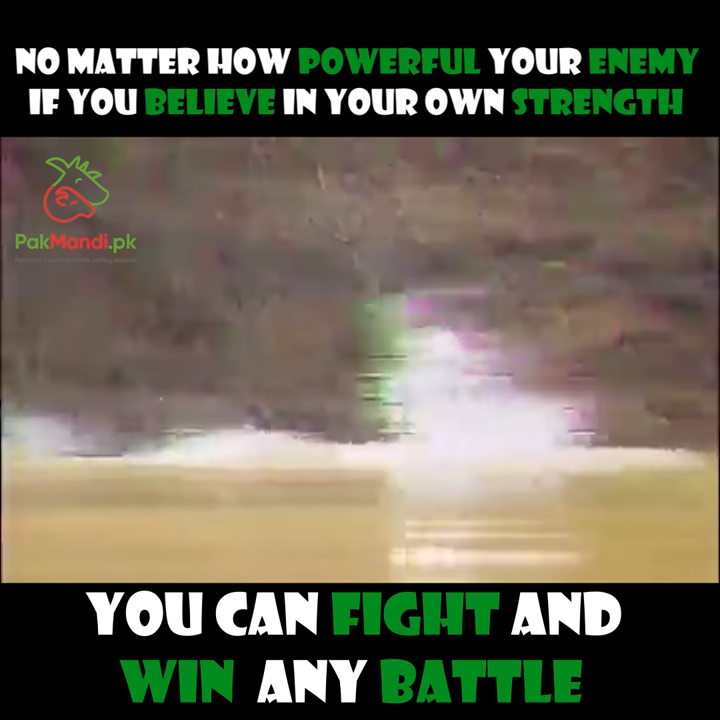 NO MATTER HOW POWERFUL YOUR ENEMY
IF YOU BELIEVE IN YOUR OWN STRENGTH
PakMandi.pk
YOU CAN FIGHT AND
WIN ANY BATTLE